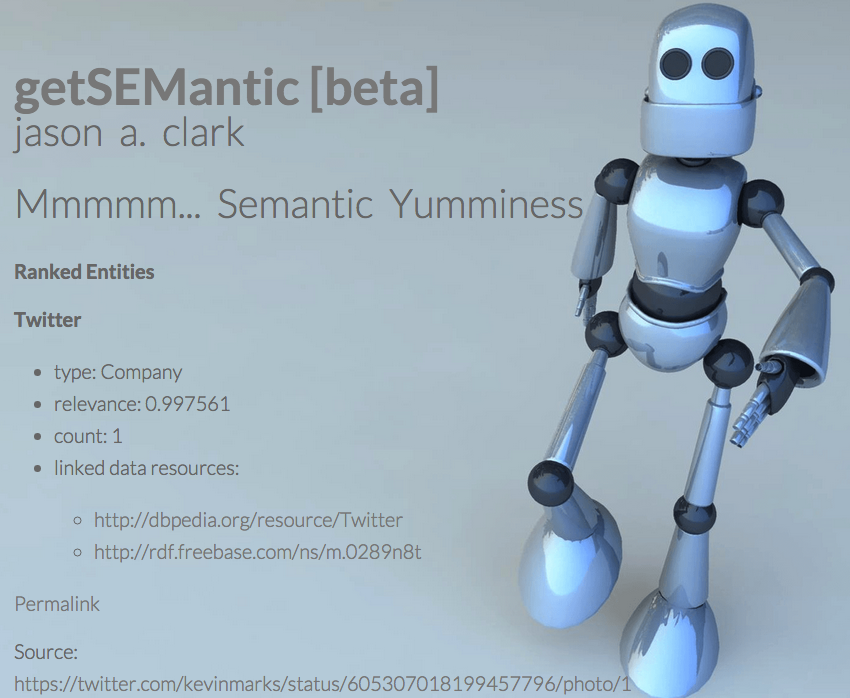 getSEMantic [beta]
jason a. clark
Mmmmm... Semantic Yumminess
Ranked Entities
Twitter
type: Company
relevance: 0.997561
count: 1
linked data resources:
http://dbpedia.org/resource/Twitter
http://rdf.freebase.com/ns/m.0289n8t
Permalink
Source:
https://twitter.com/kevinmarks/status/605307018199457796/photo/1